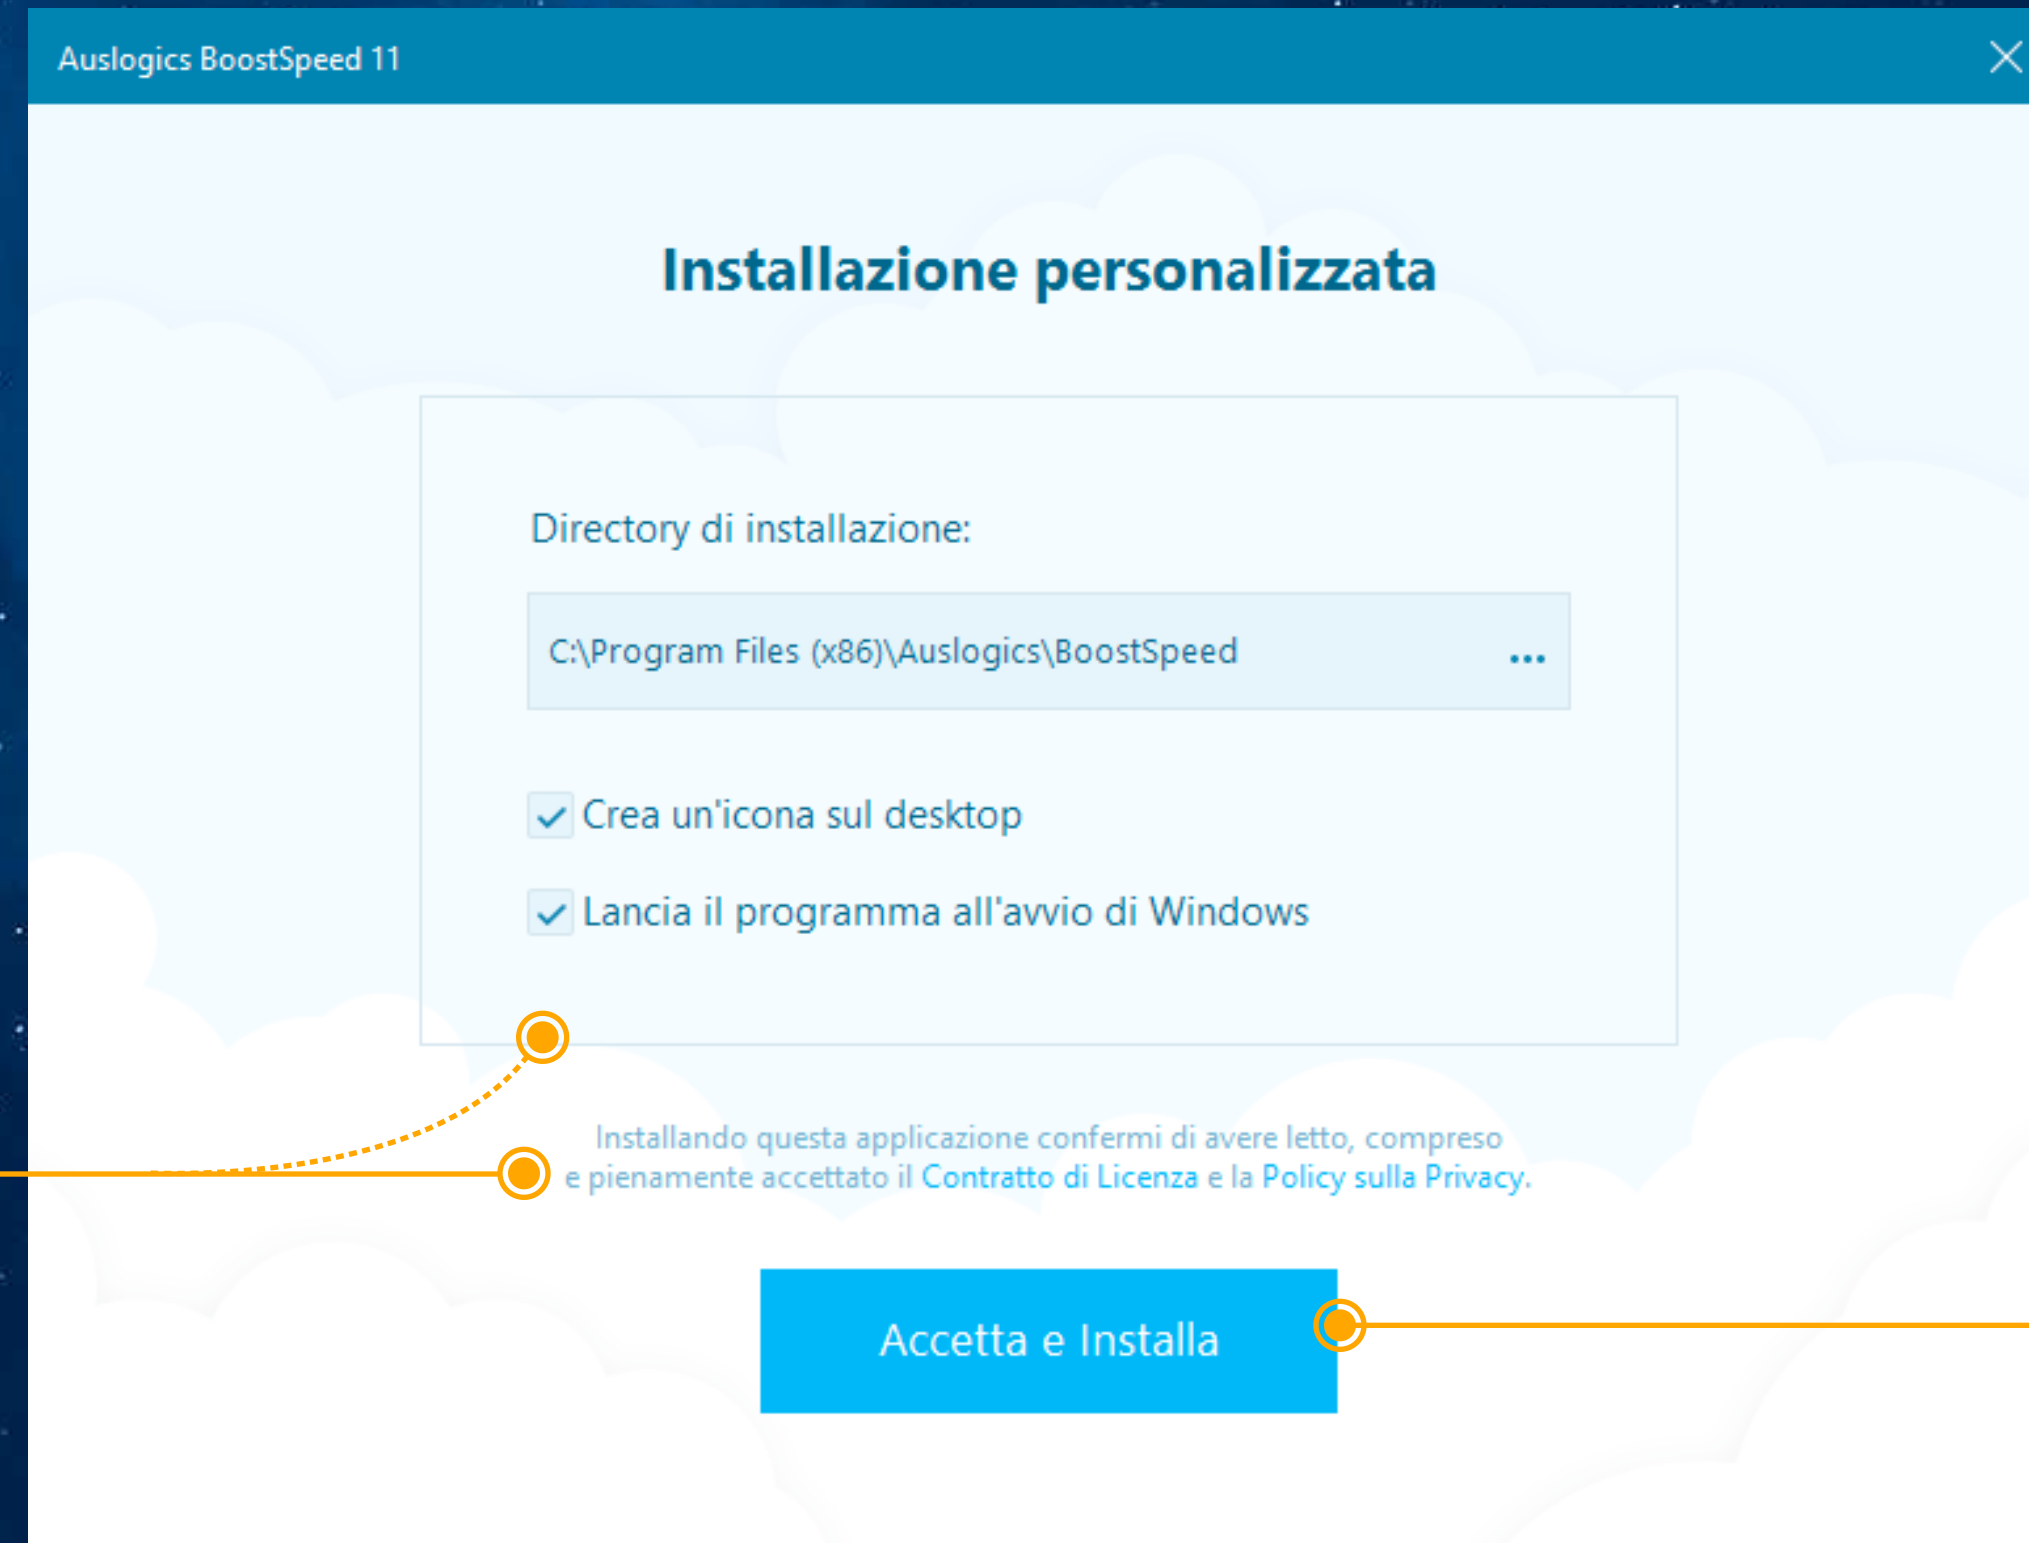 Auslogics BoostSpeed 11
Installazione personalizzata
Directory di installazione:
C:\Program Files (x86)\Auslogics\BoostSpeed ...
Crea un'icona sul desktop
Lancia il programma all'avvio di Windows
Installando questa applicazione confermi di avere letto, compreso
e pienamente accettato il Contratto di Licenza e la Policy sulla Privacy.
Accetta e Installa